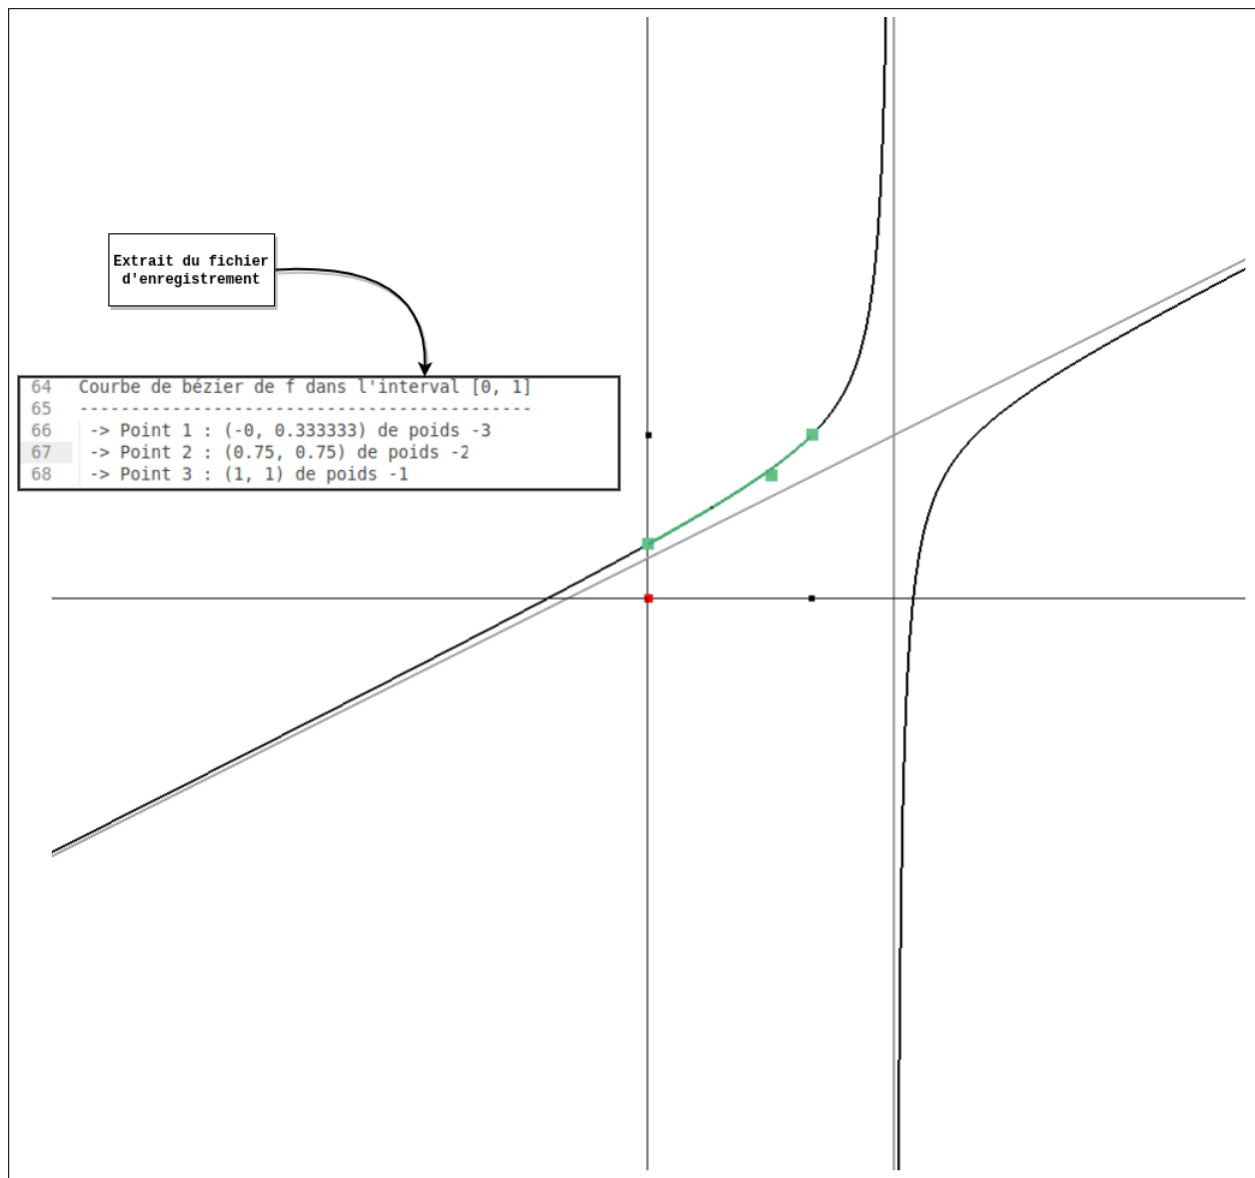 Extrait du fichier
d'enregistrement
64 Courbe de bézier de f dans l'interval [0, 1]
65 --------------------------------------------
66 -> Point 1 : (-0, 0.333333) de poids -3
67 -> Point 2 : (0.75, 0.75) de poids -2
68 -> Point 3 : (1, 1) de poids -1